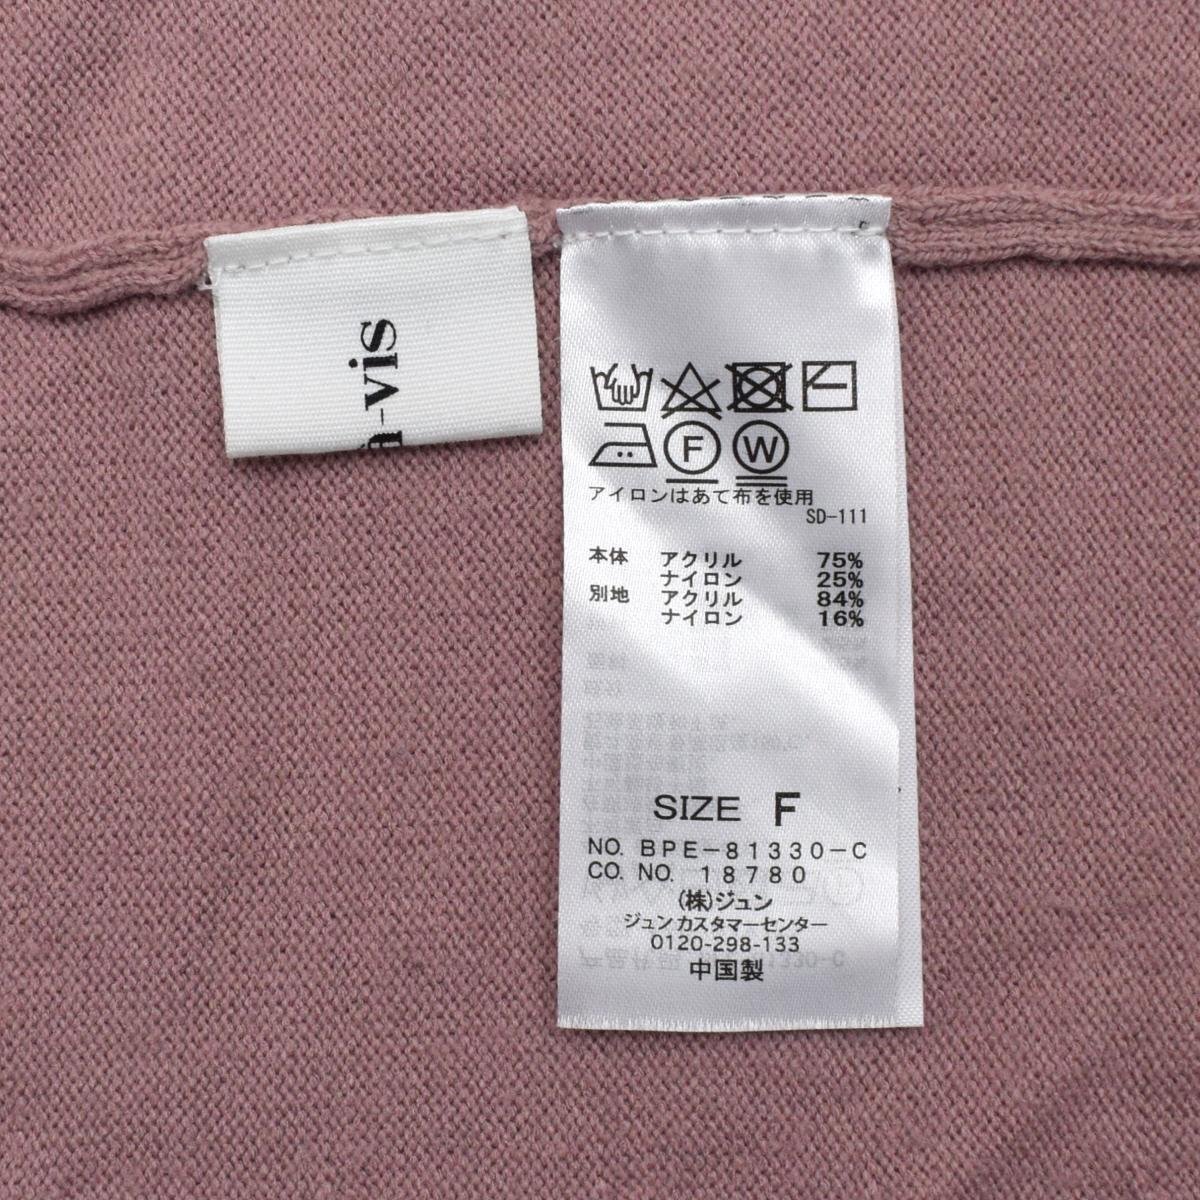 à-vis
F W
アイロンはあて布を使用
SD-111
本体 アクリル 75%
ナイロン 25%
別地 アクリル 84%
ナイロン 16%
SIZE F
NO. BPE-81330-C
CO. NO. 18780
(株)ジュン
ジュンカスタマーセンター
0120-298-133
中国製